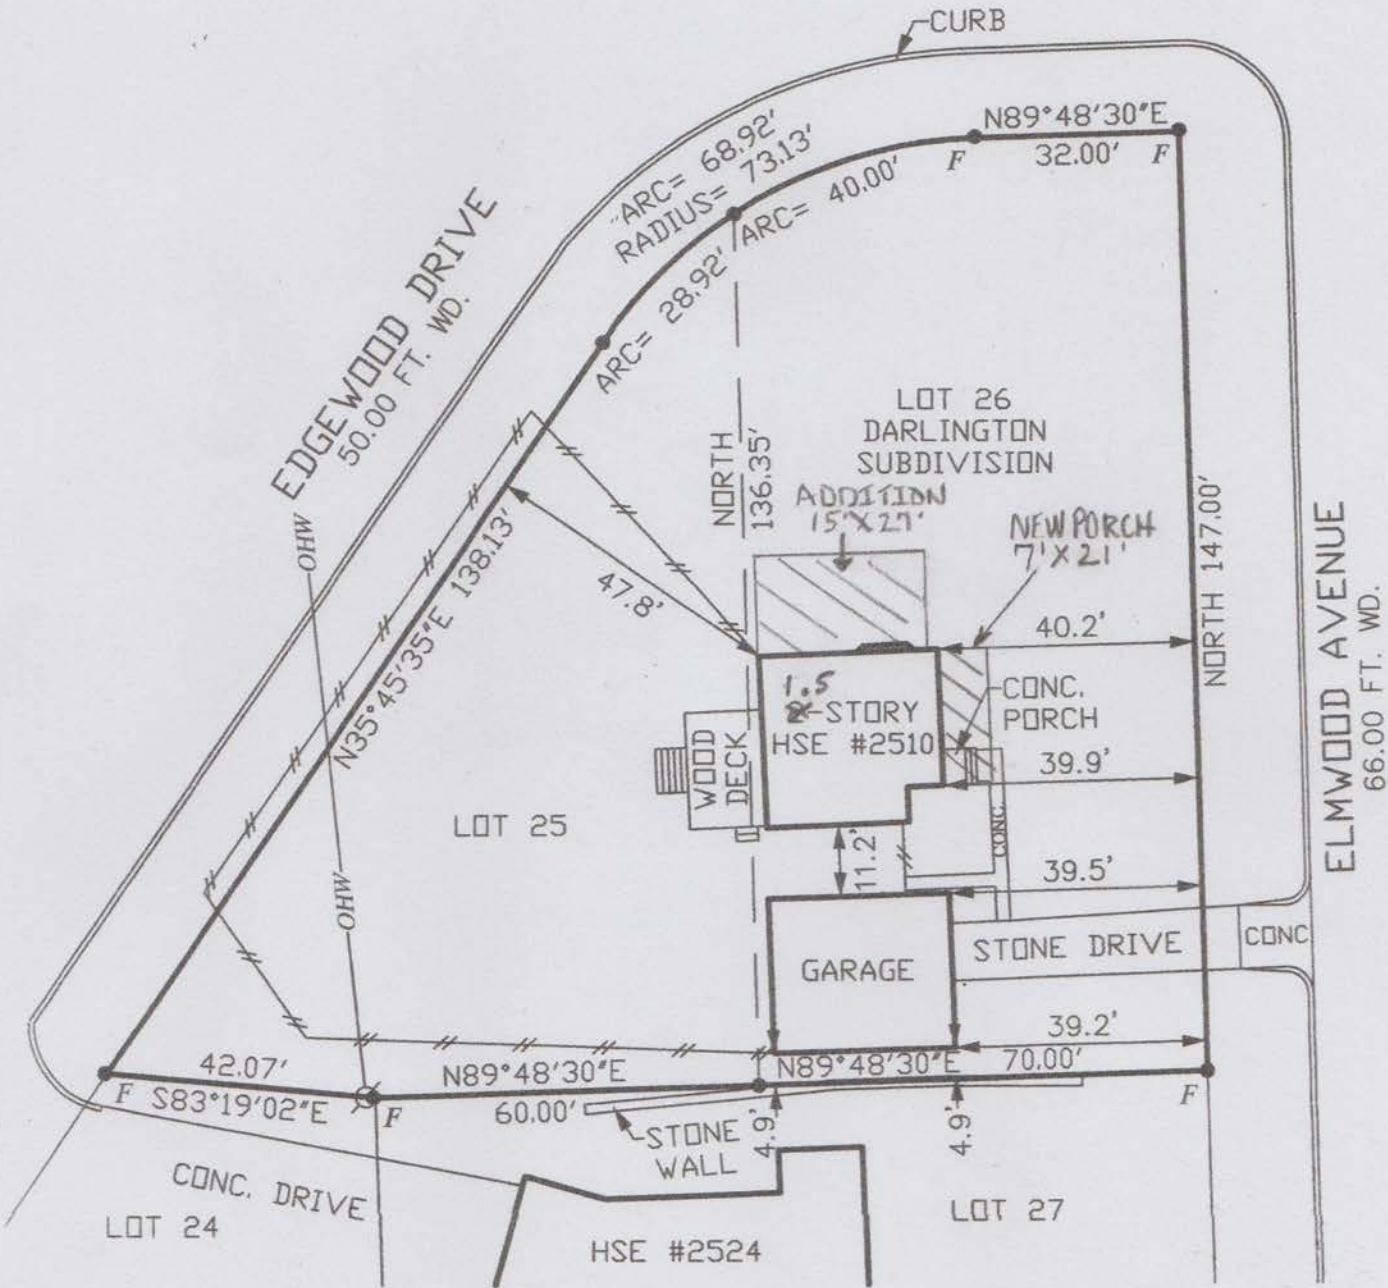 CURB
N89°48'30"E
32.00'
F
F
ARC= 68.92'
RADIUS= 73.13'
ARC= 40.00'
ARC= 28.92'
EDGEWOOD DRIVE
50.00 FT. WD.
LOT 26
DARLINGTON
SUBDIVISION
NORTH
136.35'
ADDITION
15'X27'
NEW PORCH
7'X21'
OHW
N35°45'35"E 138.13'
47.8'
40.2'
NORTH 147.00'
ELMWOOD AVENUE
66.00 FT. WD.
1.5
2-STORY
HSE #2510
CONC.
PORCH
WOOD
DECK
39.9'
LOT 25
CONC.
11.2'
39.5'
OHW
STONE DRIVE
CONC
GARAGE
39.2'
42.07'
S83°19'02"E
F
F
N89°48'30"E
60.00'
N89°48'30"E
70.00'
F
STONE
WALL
4.9'
4.9'
CONC. DRIVE
LOT 24
LOT 27
HSE #2524